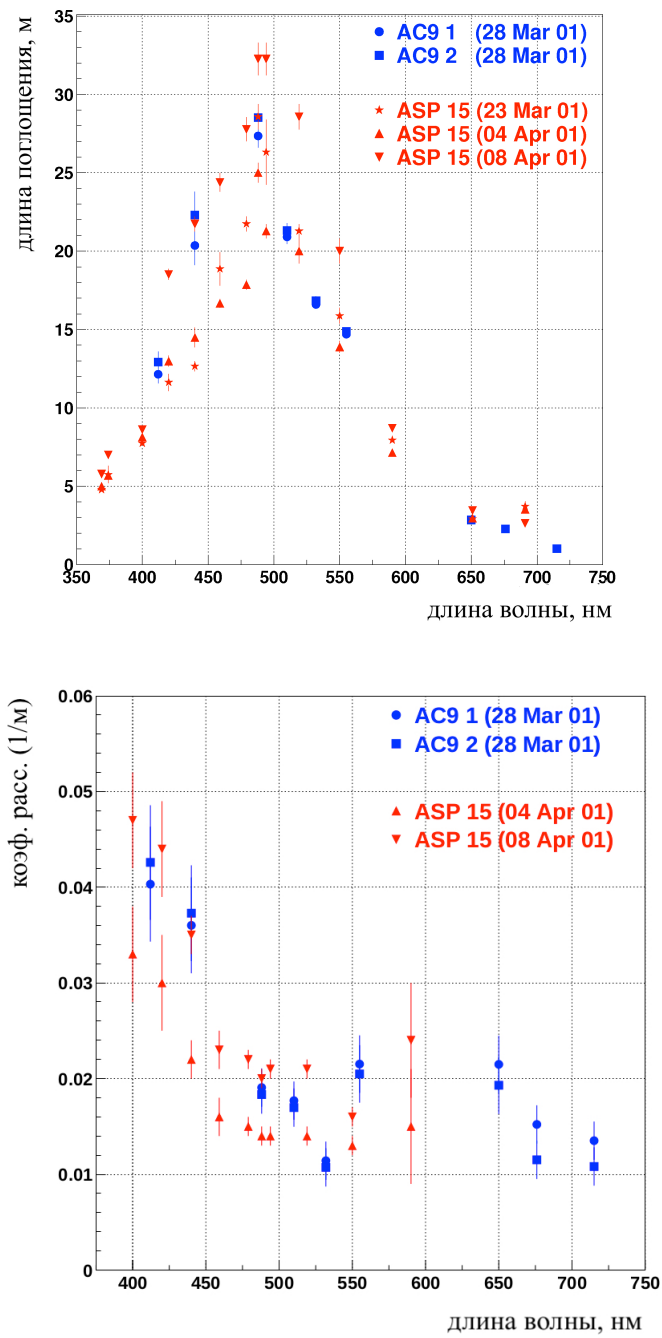 длина поглощения, м
35
30
25
20
15
10
5
0
AC9 1 (28 Mar 01)
AC9 2 (28 Mar 01)
ASP 15 (23 Mar 01)
ASP 15 (04 Apr 01)
ASP 15 (08 Apr 01)
350 400 450 500 550 600 650 700 750
длина волны, нм
коэф. расс. (1/м)
0.06
0.05
0.04
0.03
0.02
0.01
0
AC9 1 (28 Mar 01)
AC9 2 (28 Mar 01)
ASP 15 (04 Apr 01)
ASP 15 (08 Apr 01)
400 450 500 550 600 650 700 750
длина волны, нм